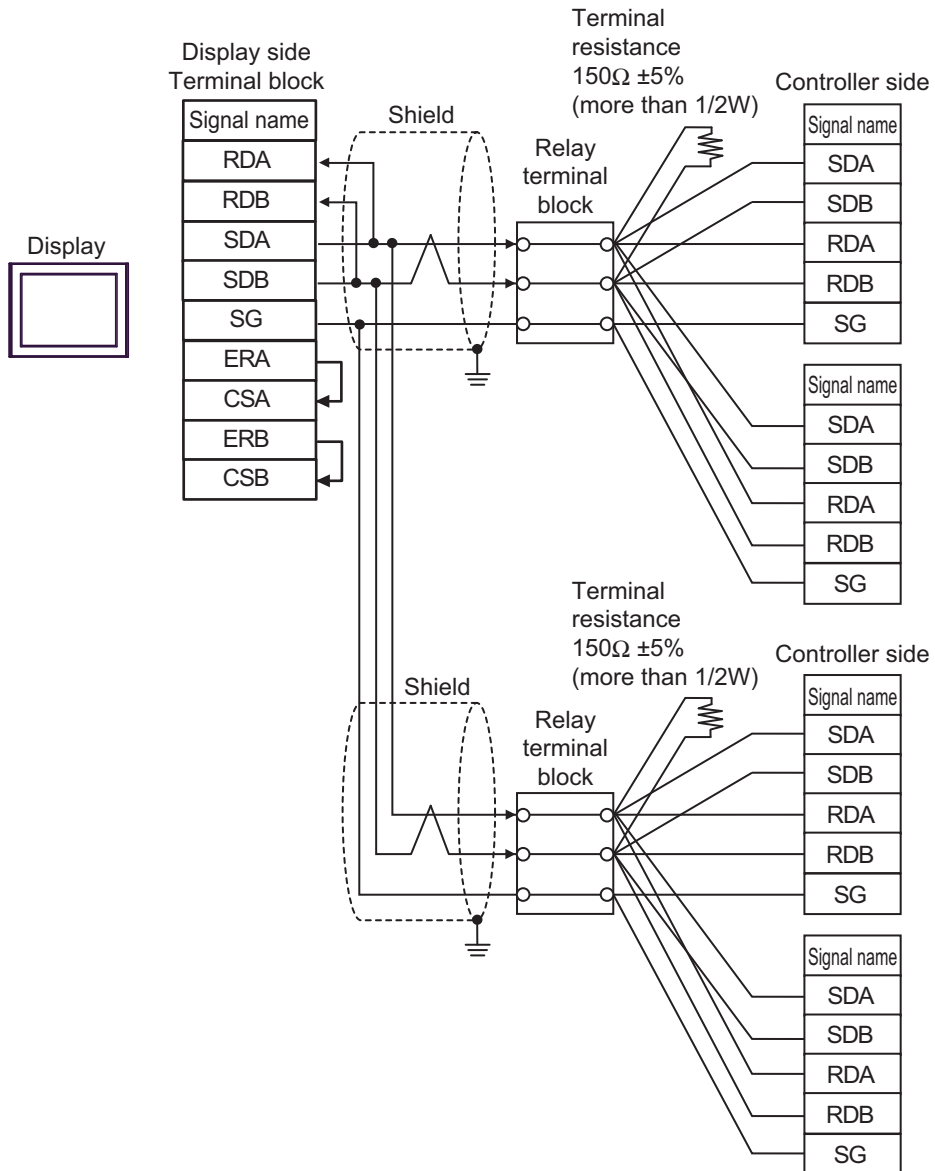 Display
Display side
Terminal block
Signal name
RDA
RDB
SDA
SDB
SG
ERA
CSA
ERB
CSB
Shield
Relay
terminal
block
Terminal
resistance
150Ω ±5%
(more than 1/2W)
Controller side
Signal name
SDA
SDB
RDA
RDB
SG
Signal name
SDA
SDB
RDA
RDB
SG
Shield
Relay
terminal
block
Terminal
resistance
150Ω ±5%
(more than 1/2W)
Controller side
Signal name
SDA
SDB
RDA
RDB
SG
Signal name
SDA
SDB
RDA
RDB
SG